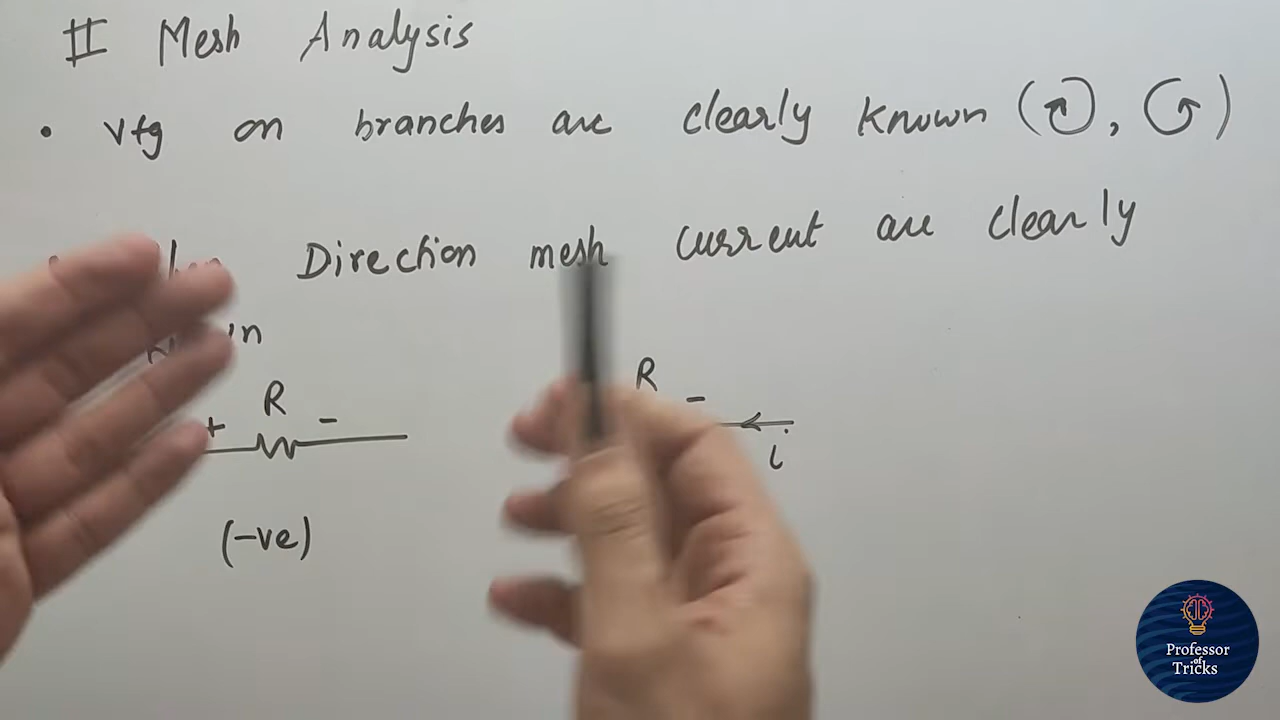 II Mesh Analysis
• Vtg on branches are clearly known ( , )
Direction mesh current are clearly
R
+ -
(-ve)
R
-
i
Professor
of
Tricks